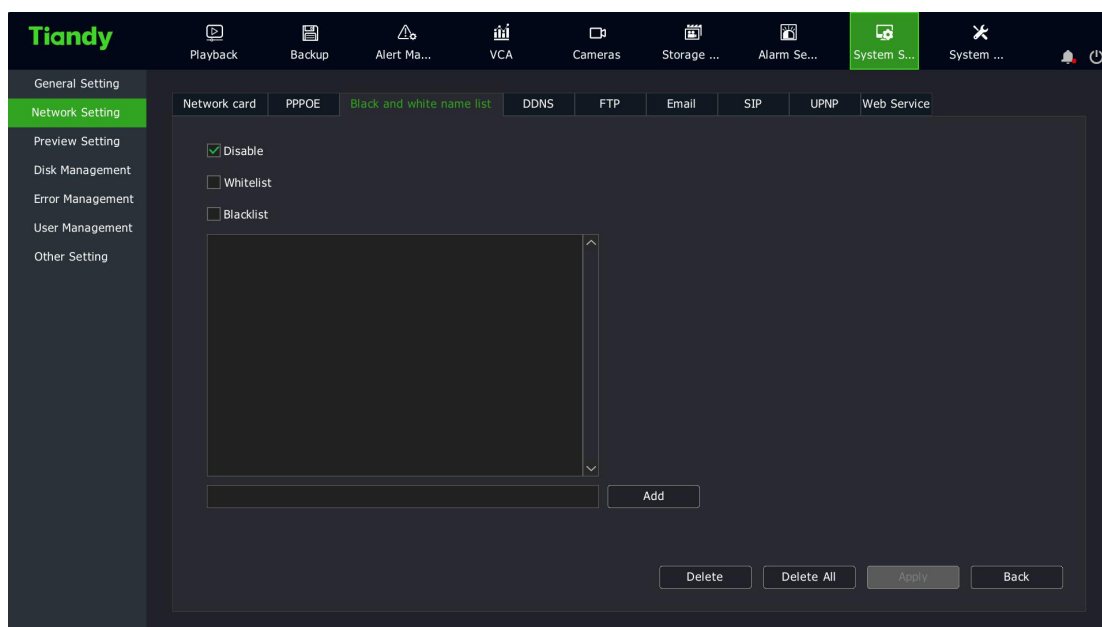 Tiandy
Playback
Backup
Alert Ma...
VCA
Cameras
Storage ...
Alarm Se...
System S...
System ...
General Setting
Network Setting
Preview Setting
Disk Management
Error Management
User Management
Other Setting
Network card
PPPOE
Black and white name list
DDNS
FTP
Email
SIP
UPNP
Web Service
Disable
Whitelist
Blacklist
Add
Delete
Delete All
Apply
Back